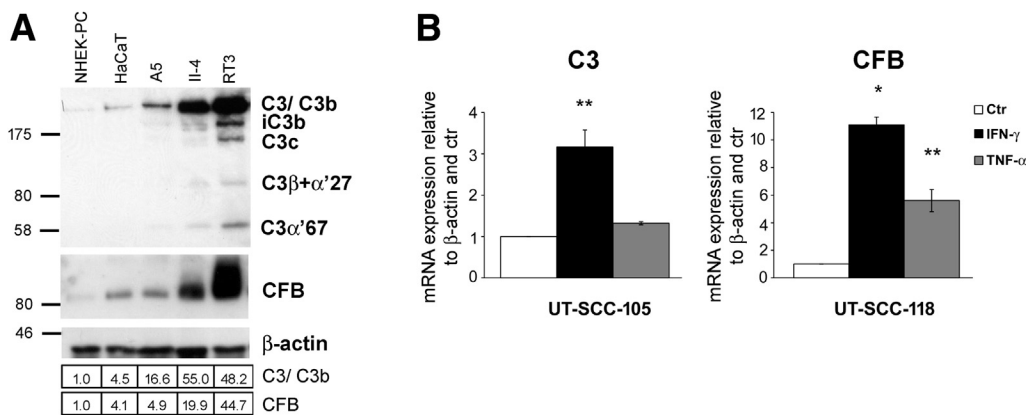 A
NHEK-PC HaCaT A5 II-4 RT3
C3/ C3b
iC3b
175
C3c
C3β+α'27
80
C3α'67
58
CFB
80
46
β-actin
1.0 4.5 16.6 55.0 48.2 C3/ C3b
1.0 4.1 4.9 19.9 44.7 CFB
B
C3
mRNA expression relative
to β-actin and ctr
4
3
2
1
0
**
UT-SCC-105
CFB
mRNA expression relative
to β-actin and ctr
12
10
8
6
4
2
0
*
**
UT-SCC-118
Ctr
IFN-γ
TNF-α